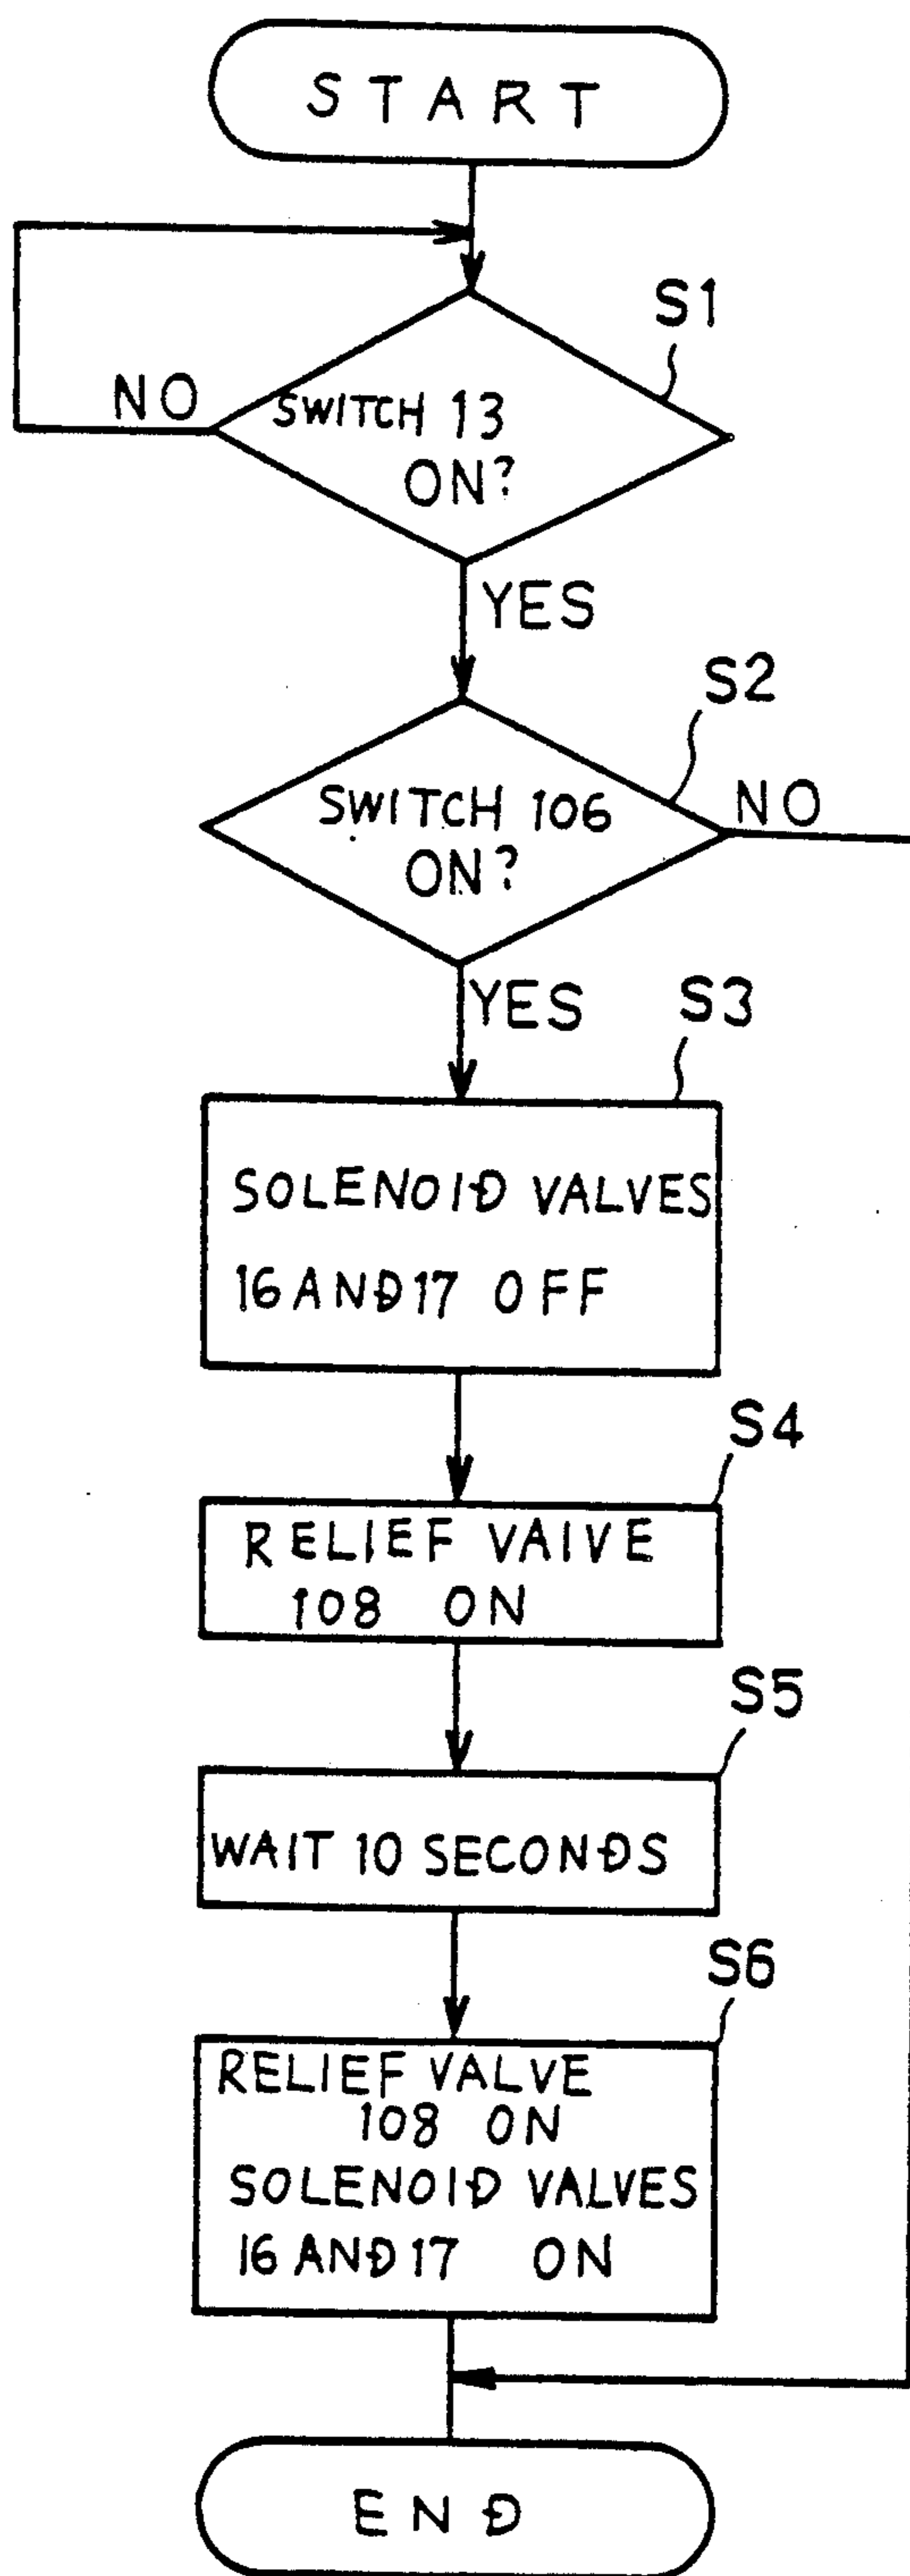 START
S1
NO
SWITCH 13
ON?
YES
S2
SWITCH 106
ON?
NO
YES
S3
SOLENOID VALVES
16 AND 17 OFF
S4
RELIEF VAIVE
108 ON
S5
WAIT 10 SECONDS
S6
RELIEF VALVE
108 ON
SOLENOID VALVES
16 AND 17 ON
END